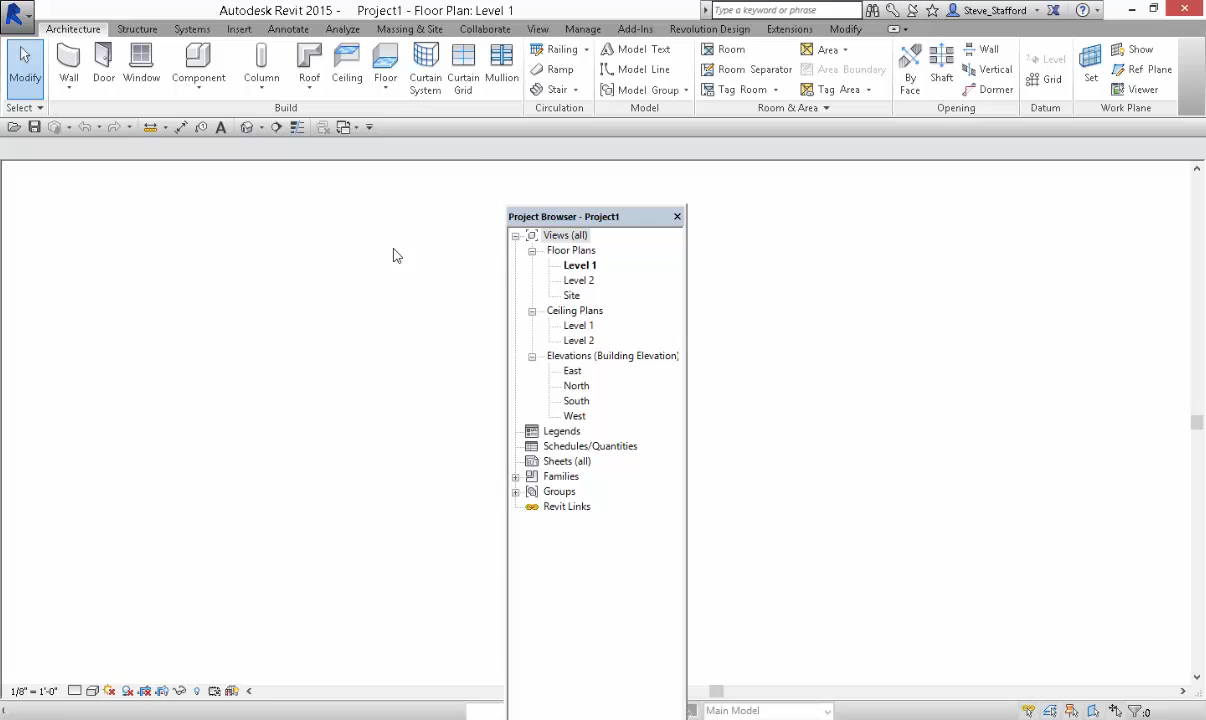 Autodesk Revit 2015 - Project1 - Floor Plan: Level 1
Type a keyword or phrase
Steve_Stafford
Architecture Structure Systems Insert Annotate Analyze Massing & Site Collaborate View Manage Add-Ins Revolution Design Extensions Modify
Modify
Wall
Door
Window
Component
Column
Roof
Ceiling
Floor
Curtain System
Curtain Grid
Mullion
Railing
Ramp
Stair
Model Text
Model Line
Model Group
Room
Room Separator
Tag Room
Area
Area Boundary
Tag Area
By Face
Shaft
Wall
Vertical
Dormer
Level
Grid
Set
Show
Ref Plane
Viewer
Select
Build
Circulation
Model
Room & Area
Opening
Datum
Work Plane
Project Browser - Project1
Views (all)
Floor Plans
Level 1
Level 2
Site
Ceiling Plans
Level 1
Level 2
Elevations (Building Elevation)
East
North
South
West
Legends
Schedules/Quantities
Sheets (all)
Families
Groups
Revit Links
1/8" = 1'-0"
Main Model
:0